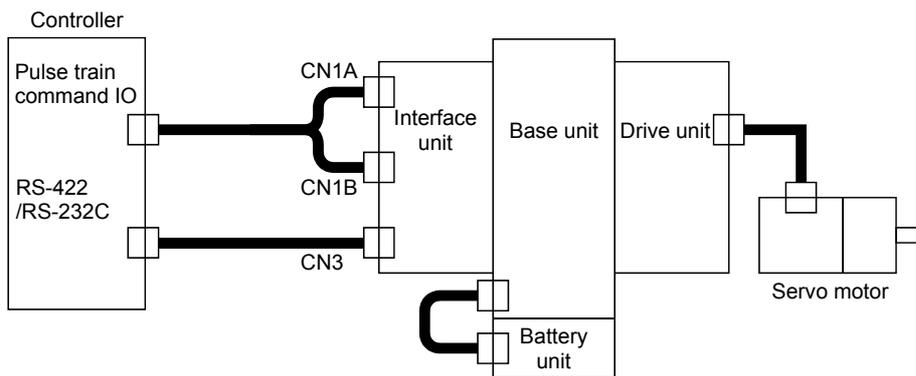 Controller
Pulse train
command IO
RS-422
/RS-232C
CN1A
CN1B
CN3
Interface
unit
Base unit
Drive unit
Battery
unit
Servo motor